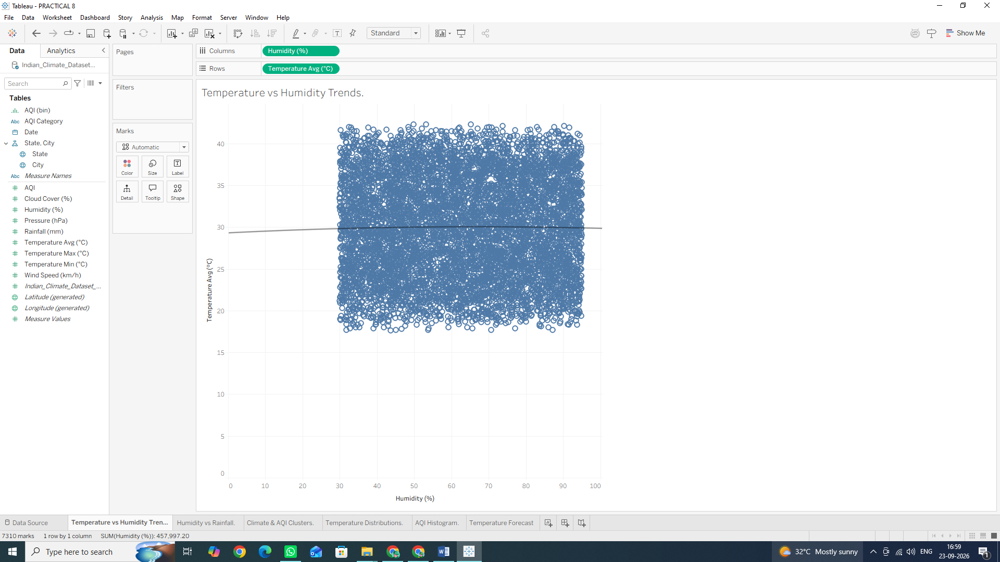 Tableau - PRACTICAL 8
File Data Worksheet Dashboard Story Analysis Map Format Server Window Help
Standard
Show Me
Data Analytics
Indian_Climate_Dataset...
Search
Tables
AQI (bin)
Abc AQI Category
Date
State, City
State
City
Abc Measure Names
AQI
Cloud Cover (%)
Humidity (%)
Pressure (hPa)
Rainfall (mm)
Temperature Avg (°C)
Temperature Max (°C)
Temperature Min (°C)
Wind Speed (km/h)
Indian_Climate_Dataset_...
Latitude (generated)
Longitude (generated)
Measure Values
Pages
Filters
Marks
Automatic
Color Size Label
Detail Tooltip Shape
Columns Humidity (%)
Rows Temperature Avg (°C)
Temperature vs Humidity Trends.
40
35
30
25
20
15
10
5
0
Temperature Avg (°C)
0 10 20 30 40 50 60 70 80 90 100
Humidity (%)
Data Source Temperature vs Humidity Tren... Humidity vs Rainfall. Climate & AQI Clusters. Temperature Distributions. AQI Histogram. Temperature Forecast
7310 marks 1 row by 1 column SUM(Humidity (%)): 457,997.20
Type here to search
32°C Mostly sunny
ENG
16:59
23-09-2026
1